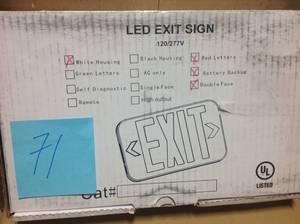 LED EXIT SIGN
120/277V
White Housing Black Housing Red Letters
Green Letters AC only Battery Backup
Self Diagnostic Single Face Double Face
Remote High output
71
EXIT
Cat#
UL
LISTED